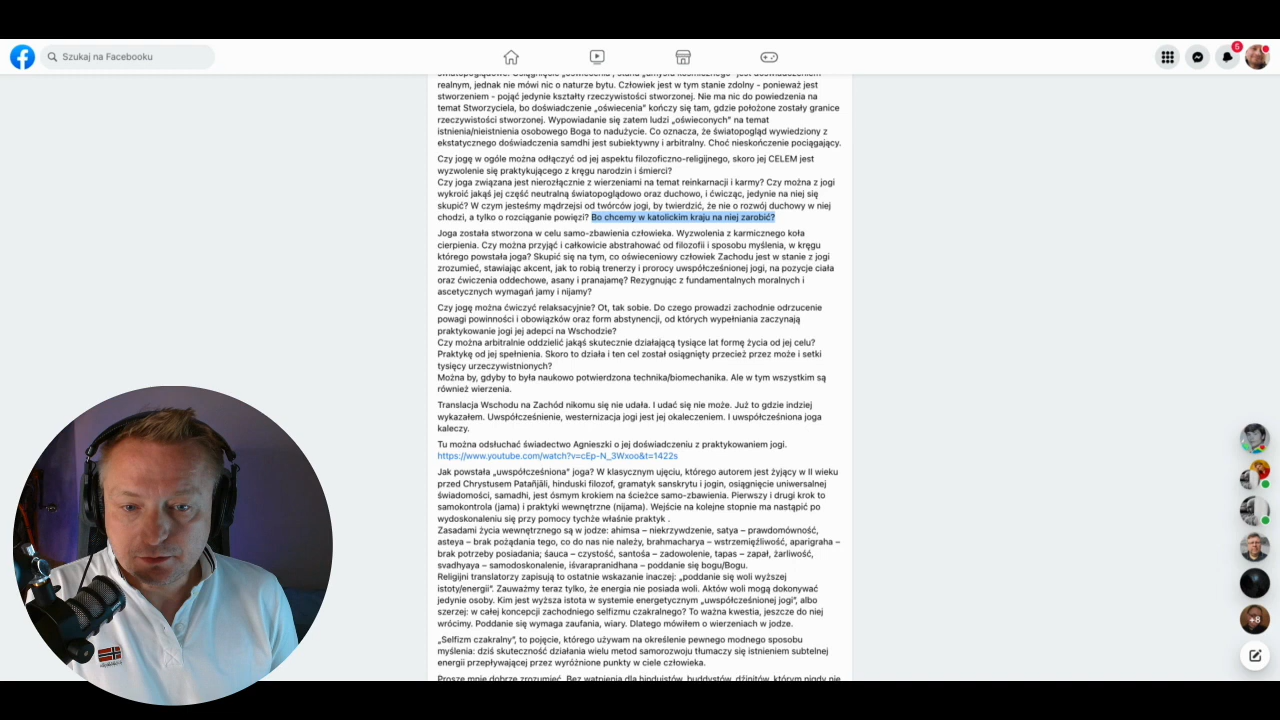 Szukaj na Facebooku
6
światopoglądowe. Osiągnięcie „oświecenia”, stanu „umysłu kosmicznego” jest doświadczeniem
realnym, jednak nie mówi nic o naturze bytu. Człowiek jest w tym stanie zdolny - ponieważ jest
stworzeniem - pojąć jedynie kształty rzeczywistości stworzonej. Nie ma nic do powiedzenia na
temat Stworzyciela, bo doświadczenie „oświecenia” kończy się tam, gdzie położone zostały granice
rzeczywistości stworzonej. Wypowiadanie się zatem ludzi „oświeconych” na temat
istnienia/nieistnienia osobowego Boga to nadużycie. Co oznacza, że światopogląd wywiedziony z
ekstatycznego doświadczenia samdhi jest subiektywny i arbitralny. Choć nieskończenie pociągający.
Czy jogę w ogóle można odłączyć od jej aspektu filozoficzno-religijnego, skoro jej CELEM jest
wyzwolenie się praktykującego z kręgu narodzin i śmierci?
Czy joga związana jest nierozłącznie z wierzeniami na temat reinkarnacji i karmy? Czy można z jogi
wykroić jakąś jej część neutralną światopoglądowo oraz duchowo, i ćwicząc, jedynie na niej się
skupić? W czym jesteśmy mądrzejsi od twórców jogi, by twierdzić, że nie o rozwój duchowy w niej
chodzi, a tylko o rozciąganie powięzi? Bo chcemy w katolickim kraju na niej zarobić?
Joga została stworzona w celu samo-zbawienia człowieka. Wyzwolenia z karmicznego koła
cierpienia. Czy można przyjąć i całkowicie abstrahować od filozofii i sposobu myślenia, w kręgu
którego powstała joga? Skupić się na tym, co oświeceniowy człowiek Zachodu jest w stanie z jogi
zrozumieć, stawiając akcent, jak to robią trenerzy i prorocy uwspółcześnionej jogi, na pozycje ciała
oraz ćwiczenia oddechowe, asany i pranajamę? Rezygnując z fundamentalnych moralnych i
ascetycznych wymagań jamy i nijamy?
Czy jogę można ćwiczyć relaksacyjnie? Ot, tak sobie. Do czego prowadzi zachodnie odrzucenie
powagi powinności i obowiązków oraz form abstynencji, od których wypełniania zaczynają
praktykowanie jogi jej adepci na Wschodzie?
Czy można arbitralnie oddzielić jakąś skutecznie działającą tysiące lat formę życia od jej celu?
Praktykę od jej spełnienia. Skoro to działa i ten cel został osiągnięty przecież przez może i setki
tysięcy urzeczywistnionych?
Można by, gdyby to była naukowo potwierdzona technika/biomechanika. Ale w tym wszystkim są
również wierzenia.
Translacja Wschodu na Zachód nikomu się nie udała. I udać się nie może. Już to gdzie indziej
wykazałem. Uwspółcześnienie, westernizacja jogi jest jej okaleczeniem. I uwspółcześniona joga
kaleczy.
Tu można odsłuchać świadectwo Agnieszki o jej doświadczeniu z praktykowaniem jogi.
https://www.youtube.com/watch?v=cEp-N_3Wxoo&t=1422s
Jak powstała „uwspółcześniona” joga? W klasycznym ujęciu, którego autorem jest żyjący w II wieku
przed Chrystusem Patañjāli, hinduski filozof, gramatyk sanskrytu i jogin, osiągnięcie uniwersalnej
świadomości, samadhi, jest ósmym krokiem na ścieżce samo-zbawienia. Pierwszy i drugi krok to
samokontrola (jama) i praktyki wewnętrzne (nijama). Wejście na kolejne stopnie ma nastąpić po
wydoskonaleniu się przy pomocy tychże właśnie praktyk .
Zasadami życia wewnętrznego są w jodze: ahimsa – niekrzywdzenie, satya – prawdomówność,
asteya – brak pożądania tego, co do nas nie należy, brahmacharya – wstrzemięźliwość, aparigraha –
brak potrzeby posiadania; śauca – czystość, santośa – zadowolenie, tapas – zapał, żarliwość,
svadhyaya – samodoskonalenie, iśvarapranidhana – poddanie się bogu/Bogu.
Religijni translatorzy zapisują to ostatnie wskazanie inaczej: „poddanie się woli wyższej
istoty/energii”. Zauważmy teraz tylko, że energia nie posiada woli. Aktów woli mogą dokonywać
jedynie osoby. Kim jest wyższa istota w systemie energetycznym „uwspółcześnionej jogi”, albo
szerzej: w całej koncepcji zachodniego selfizmu czakralnego? To ważna kwestia, jeszcze do niej
wrócimy. Poddanie się wymaga zaufania, wiary. Dlatego mówiłem o wierzeniach w jodze.
„Selfizm czakralny”, to pojęcie, którego używam na określenie pewnego modnego sposobu
myślenia: dziś skuteczność działania wielu metod samorozwoju tłumaczy się istnieniem subtelnej
energii przepływającej przez wyróżnione punkty w ciele człowieka.
Proszę mnie dobrze zrozumieć. Bez wątpienia dla hinduistów, buddystów, dżinitów, którym nigdy nie
+8